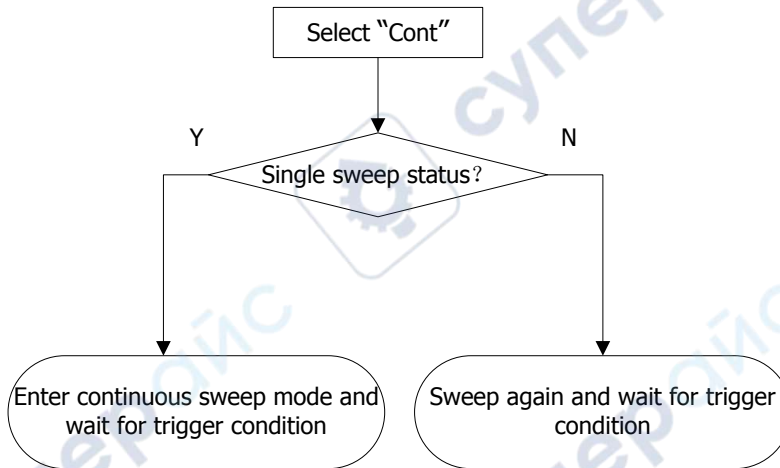 Select “Cont”
Y
N
Single sweep status？
Enter continuous sweep mode and
wait for trigger condition
Sweep again and wait for trigger
condition